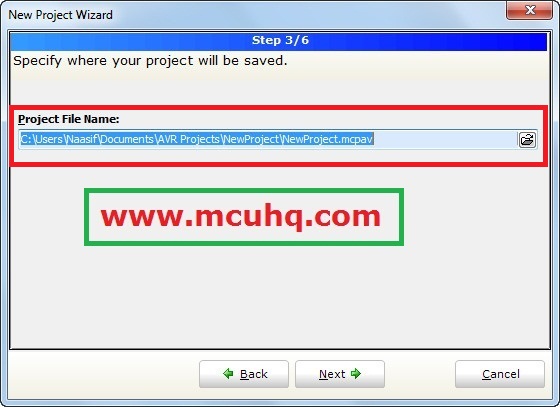 New Project Wizard
Step 3/6
Specify where your project will be saved.
Project File Name:
C:\Users\Naasif\Documents\AVR Projects\NewProject\NewProject.mcpav
www.mcuhq.com
Back
Next
Cancel